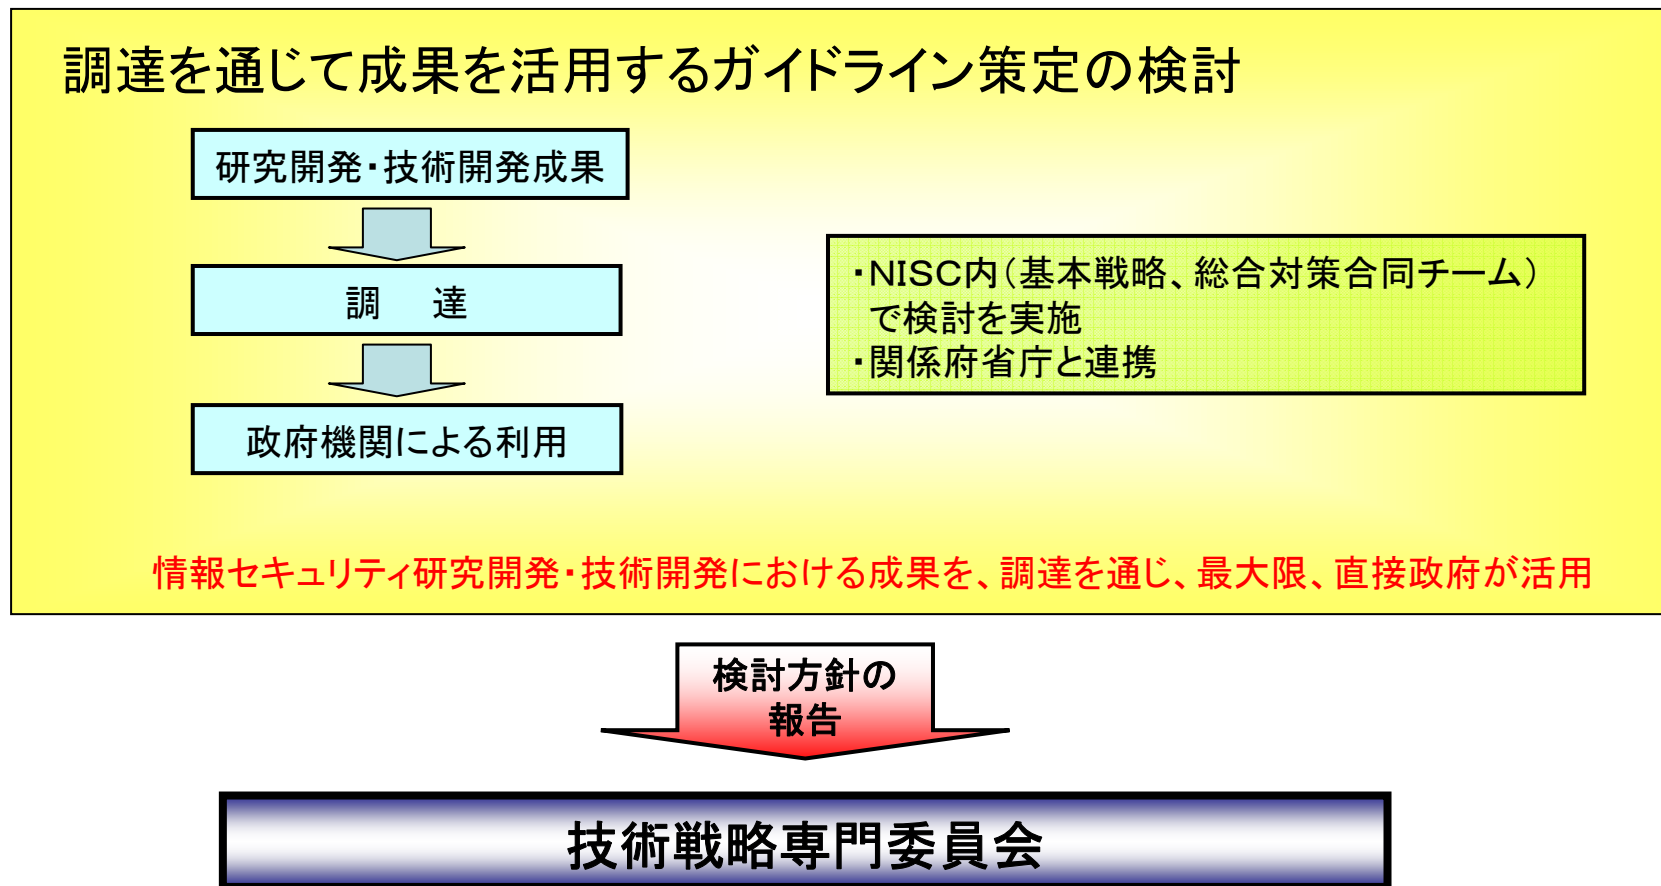 調達を通じて成果を活用するガイドライン策定の検討
研究開発・技術開発成果
調　達
政府機関による利用
・NISC内（基本戦略、総合対策合同チーム）
で検討を実施
・関係府省庁と連携
情報セキュリティ研究開発・技術開発における成果を、調達を通じ、最大限、直接政府が活用
検討方針の
報告
技術戦略専門委員会